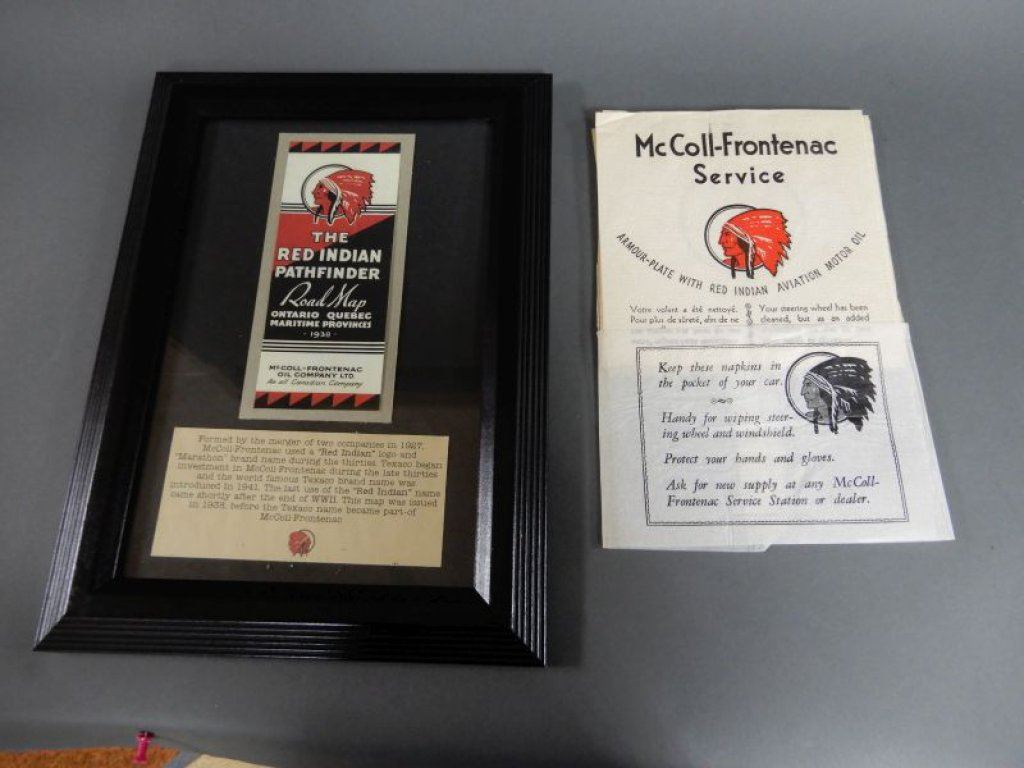 THE
RED INDIAN
PATHFINDER
Road Map
ONTARIO QUEBEC
MARITIME PROVINCES
- 1938 -
McCOLL-FRONTENAC
OIL COMPANY LTD.
An all Canadian Company
Formed by the merger of two companies in 1927,
McColl-Frontenac used a "Red Indian" logo and
"Marathon" brand name during the thirties. Texaco began
investment in McColl-Frontenac during the late thirties
and the world famous Texaco brand name was
introduced in 1941. The last use of the "Red Indian" name
came shortly after the end of WWII. This map was issued
in 1938, before the Texaco name became part of
McColl-Frontenac
McColl-Frontenac
Service
ARMOUR-PLATE WITH RED INDIAN AVIATION MOTOR OIL
Votre volant a été nettoyé.
Pour plus de sûreté, afin de ne
Your steering wheel has been
cleaned, but as an added
Keep these napkins in
the pocket of your car.
Handy for wiping steer-
ing wheel and windshield.
Protect your hands and gloves.
Ask for new supply at any McColl-
Frontenac Service Station or dealer.